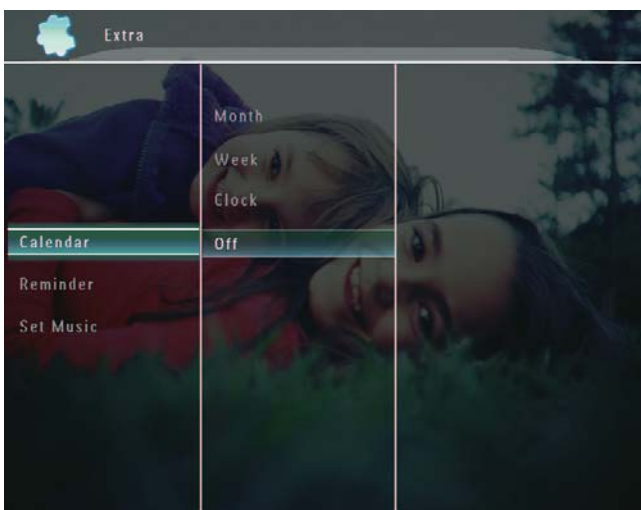 Extra
Calendar
Reminder
Set Music
Month
Week
Clock
Off